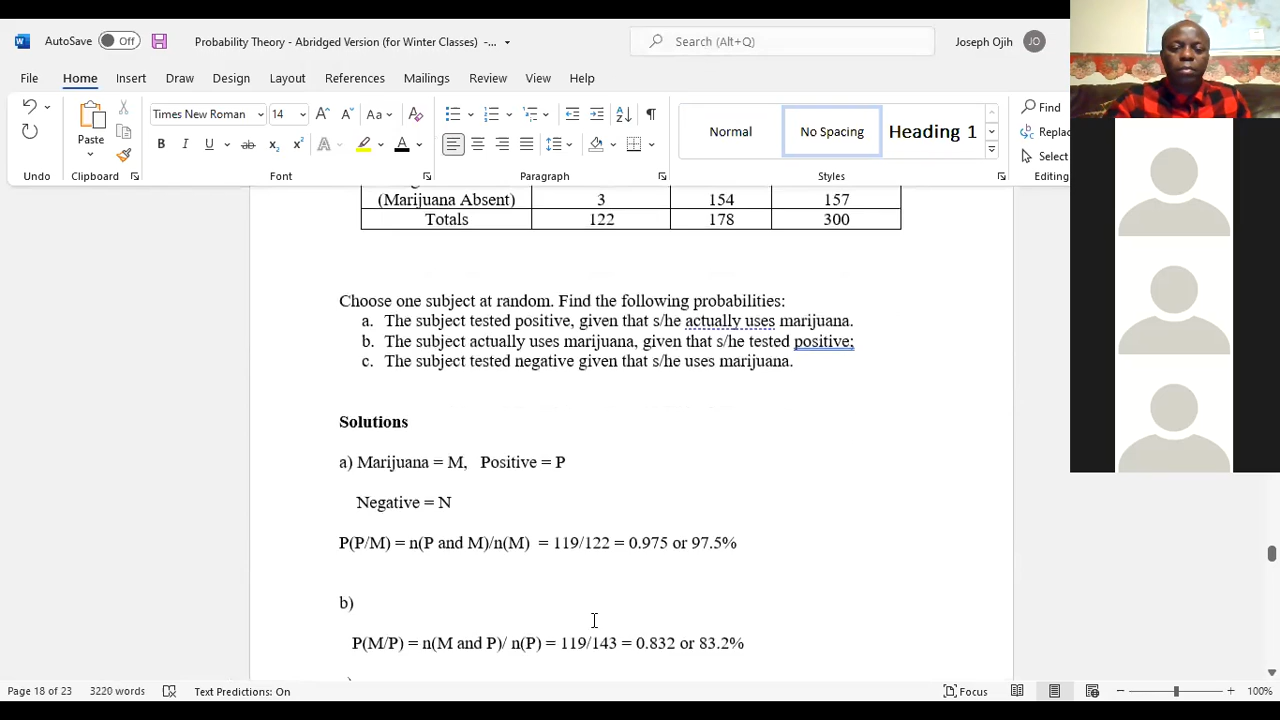 AutoSave Off Probability Theory - Abridged Version (for Winter Classes) -... Search (Alt+Q) Joseph Ojih JO
File Home Insert Draw Design Layout References Mailings Review View Help
Undo
Paste
Clipboard
Times New Roman 14
Font
Paragraph
Normal No Spacing Heading 1
Styles
Find
Replac
Select
Editing
(Marijuana Absent) 3 154 157
Totals 122 178 300
Choose one subject at random. Find the following probabilities:
a. The subject tested positive, given that s/he actually uses marijuana.
b. The subject actually uses marijuana, given that s/he tested positive;
c. The subject tested negative given that s/he uses marijuana.
Solutions
a) Marijuana = M, Positive = P
Negative = N
P(P/M) = n(P and M)/n(M) = 119/122 = 0.975 or 97.5%
b)
P(M/P) = n(M and P)/ n(P) = 119/143 = 0.832 or 83.2%
Page 18 of 23 3220 words Text Predictions: On Focus 100%